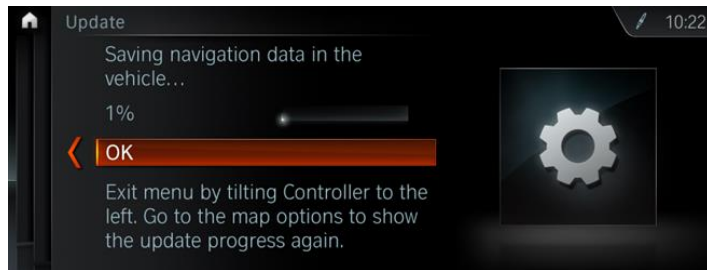 Update
10:22
Saving navigation data in the
vehicle...
1%
OK
Exit menu by tilting Controller to the
left. Go to the map options to show
the update progress again.